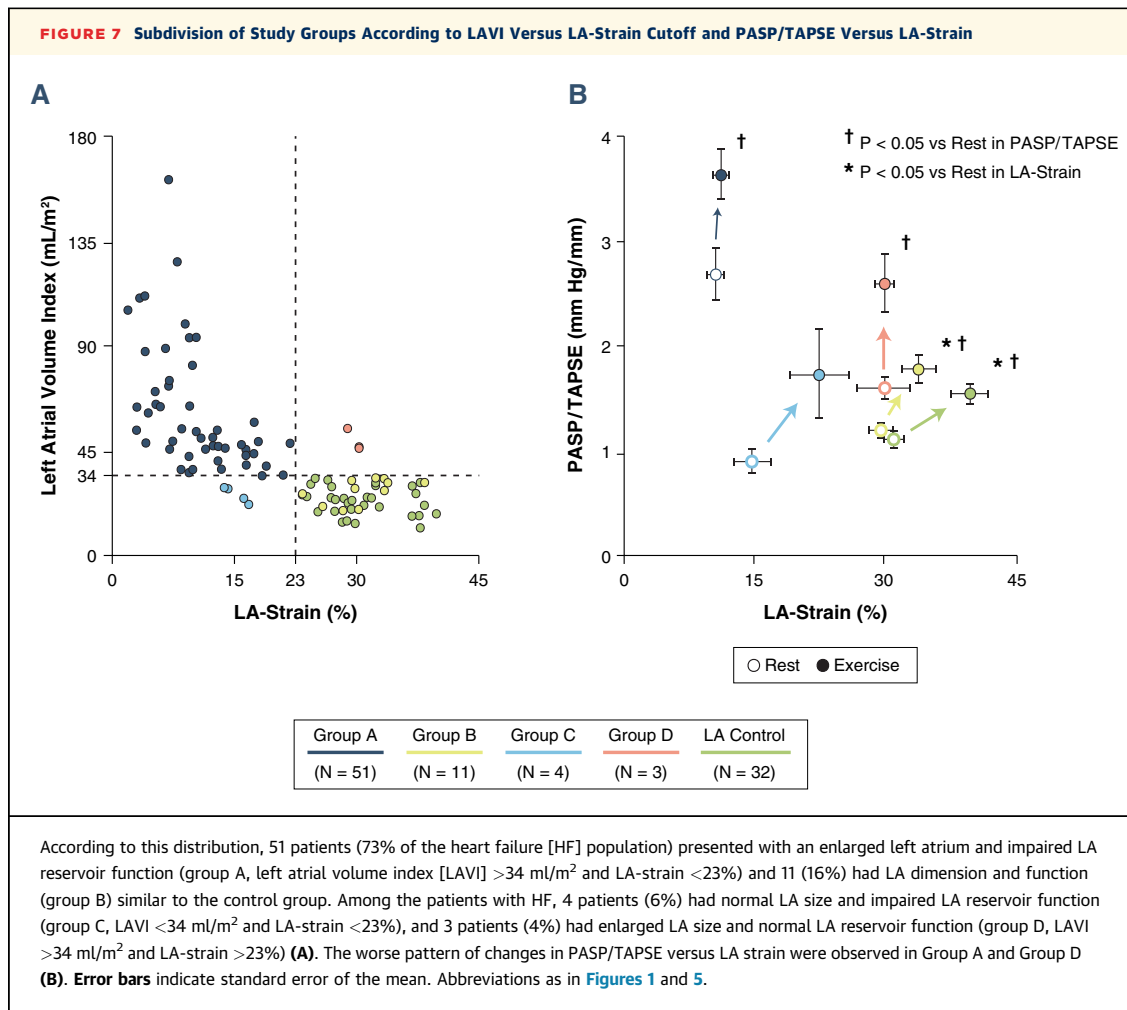 FIGURE 7 Subdivision of Study Groups According to LAVI Versus LA-Strain Cutoff and PASP/TAPSE Versus LA-Strain
A
Left Atrial Volume Index (mL/m²)
180
135
90
45
34
0
0
15
23
30
45
LA-Strain (%)
B
† P < 0.05 vs Rest in PASP/TAPSE
* P < 0.05 vs Rest in LA-Strain
PASP/TAPSE (mm Hg/mm)
4
3
2
1
0
†
†
* †
* †
0
15
30
45
LA-Strain (%)
Rest Exercise
Group A Group B Group C Group D LA Control
(N = 51) (N = 11) (N = 4) (N = 3) (N = 32)
According to this distribution, 51 patients (73% of the heart failure [HF] population) presented with an enlarged left atrium and impaired LA
reservoir function (group A, left atrial volume index [LAVI] >34 ml/m² and LA-strain <23%) and 11 (16%) had LA dimension and function
(group B) similar to the control group. Among the patients with HF, 4 patients (6%) had normal LA size and impaired LA reservoir function
(group C, LAVI <34 ml/m² and LA-strain <23%), and 3 patients (4%) had enlarged LA size and normal LA reservoir function (group D, LAVI
>34 ml/m² and LA-strain >23%) (A). The worse pattern of changes in PASP/TAPSE versus LA strain were observed in Group A and Group D
(B). Error bars indicate standard error of the mean. Abbreviations as in Figures 1 and 5.